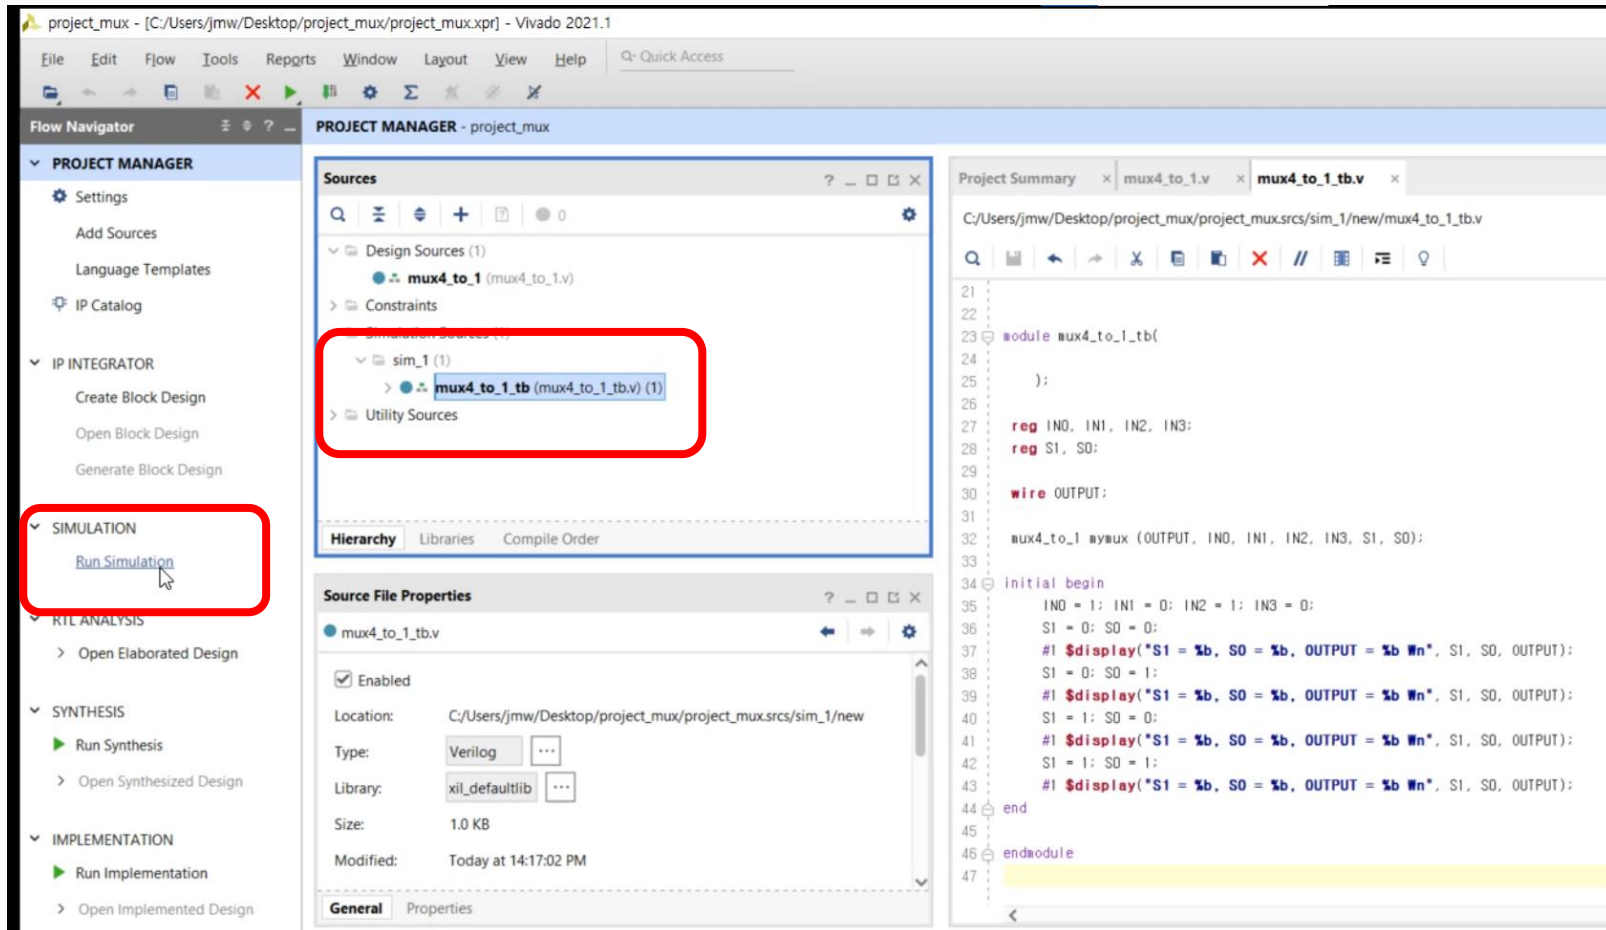 project_mux - [C:/Users/jmw/Desktop/project_mux/project_mux.xpr] - Vivado 2021.1
File Edit Flow Tools Reports Window Layout View Help Quick Access
Flow Navigator
PROJECT MANAGER - project_mux
PROJECT MANAGER
Settings
Add Sources
Language Templates
IP Catalog
IP INTEGRATOR
Create Block Design
Open Block Design
Generate Block Design
SIMULATION
Run Simulation
RTL ANALYSIS
Open Elaborated Design
SYNTHESIS
Run Synthesis
Open Synthesized Design
IMPLEMENTATION
Run Implementation
Open Implemented Design
Sources
0
Design Sources (1)
mux4_to_1 (mux4_to_1.v)
Constraints
Simulation Sources (1)
sim_1 (1)
mux4_to_1_tb (mux4_to_1_tb.v) (1)
Utility Sources
Hierarchy Libraries Compile Order
Source File Properties
mux4_to_1_tb.v
Enabled
Location: C:/Users/jmw/Desktop/project_mux/project_mux.srcs/sim_1/new
Type: Verilog
Library: xil_defaultlib
Size: 1.0 KB
Modified: Today at 14:17:02 PM
General Properties
Project Summary mux4_to_1.v mux4_to_1_tb.v
C:/Users/jmw/Desktop/project_mux/project_mux.srcs/sim_1/new/mux4_to_1_tb.v
21
22
23 module mux4_to_1_tb(
24
25 );
26
27 reg IN0, IN1, IN2, IN3;
28 reg S1, S0;
29
30 wire OUTPUT;
31
32 mux4_to_1 mymux (OUTPUT, IN0, IN1, IN2, IN3, S1, S0);
33
34 initial begin
35 IN0 = 1; IN1 = 0; IN2 = 1; IN3 = 0;
36 S1 = 0; S0 = 0;
37 #1 $display("S1 = %b, S0 = %b, OUTPUT = %b ₩n", S1, S0, OUTPUT);
38 S1 = 0; S0 = 1;
39 #1 $display("S1 = %b, S0 = %b, OUTPUT = %b ₩n", S1, S0, OUTPUT);
40 S1 = 1; S0 = 0;
41 #1 $display("S1 = %b, S0 = %b, OUTPUT = %b ₩n", S1, S0, OUTPUT);
42 S1 = 1; S0 = 1;
43 #1 $display("S1 = %b, S0 = %b, OUTPUT = %b ₩n", S1, S0, OUTPUT);
44 end
45
46 endmodule
47